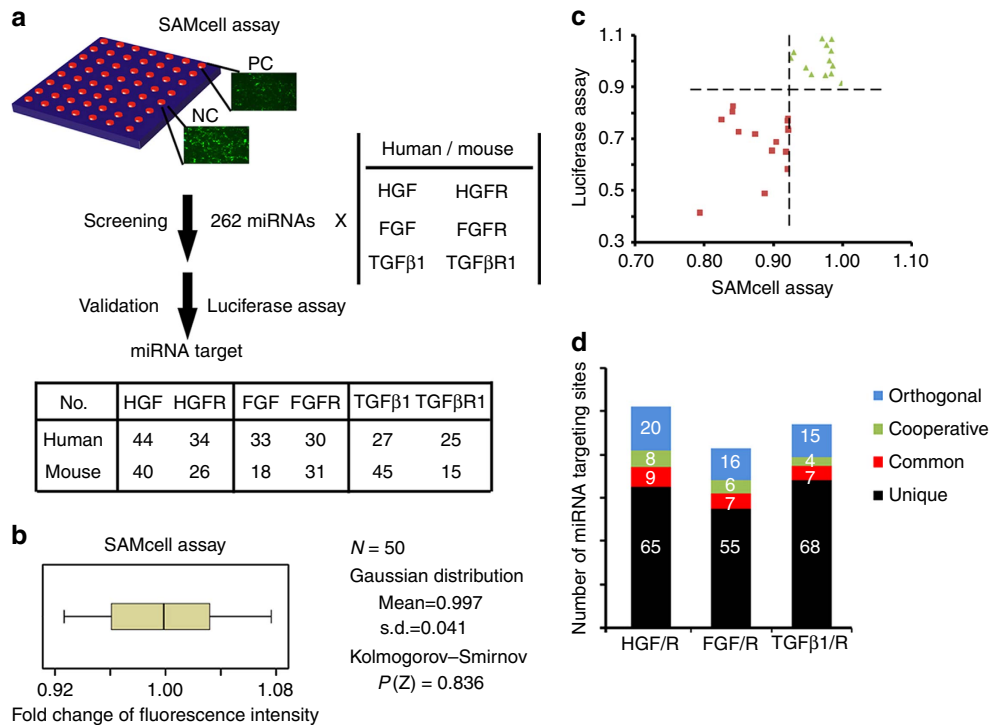 a
SAMcell assay
PC
NC
Human / mouse
HGF HGFR
FGF FGFR
TGFβ1 TGFβR1
Screening
262 miRNAs X
Validation
Luciferase assay
miRNA target
No. HGF HGFR FGF FGFR TGFβ1 TGFβR1
Human 44 34 33 30 27 25
Mouse 40 26 18 31 45 15
b
SAMcell assay
0.92 1.00 1.08
Fold change of fluorescence intensity
N = 50
Gaussian distribution
Mean=0.997
s.d.=0.041
Kolmogorov–Smirnov
P(Z) = 0.836
c
Luciferase assay
1.1
0.9
0.7
0.5
0.3
0.70 0.80 0.90 1.00 1.10
SAMcell assay
d
Number of miRNA targeting sites
20
8
9
65
16
6
7
55
15
4
7
68
HGF/R FGF/R TGFβ1/R
Orthogonal
Cooperative
Common
Unique